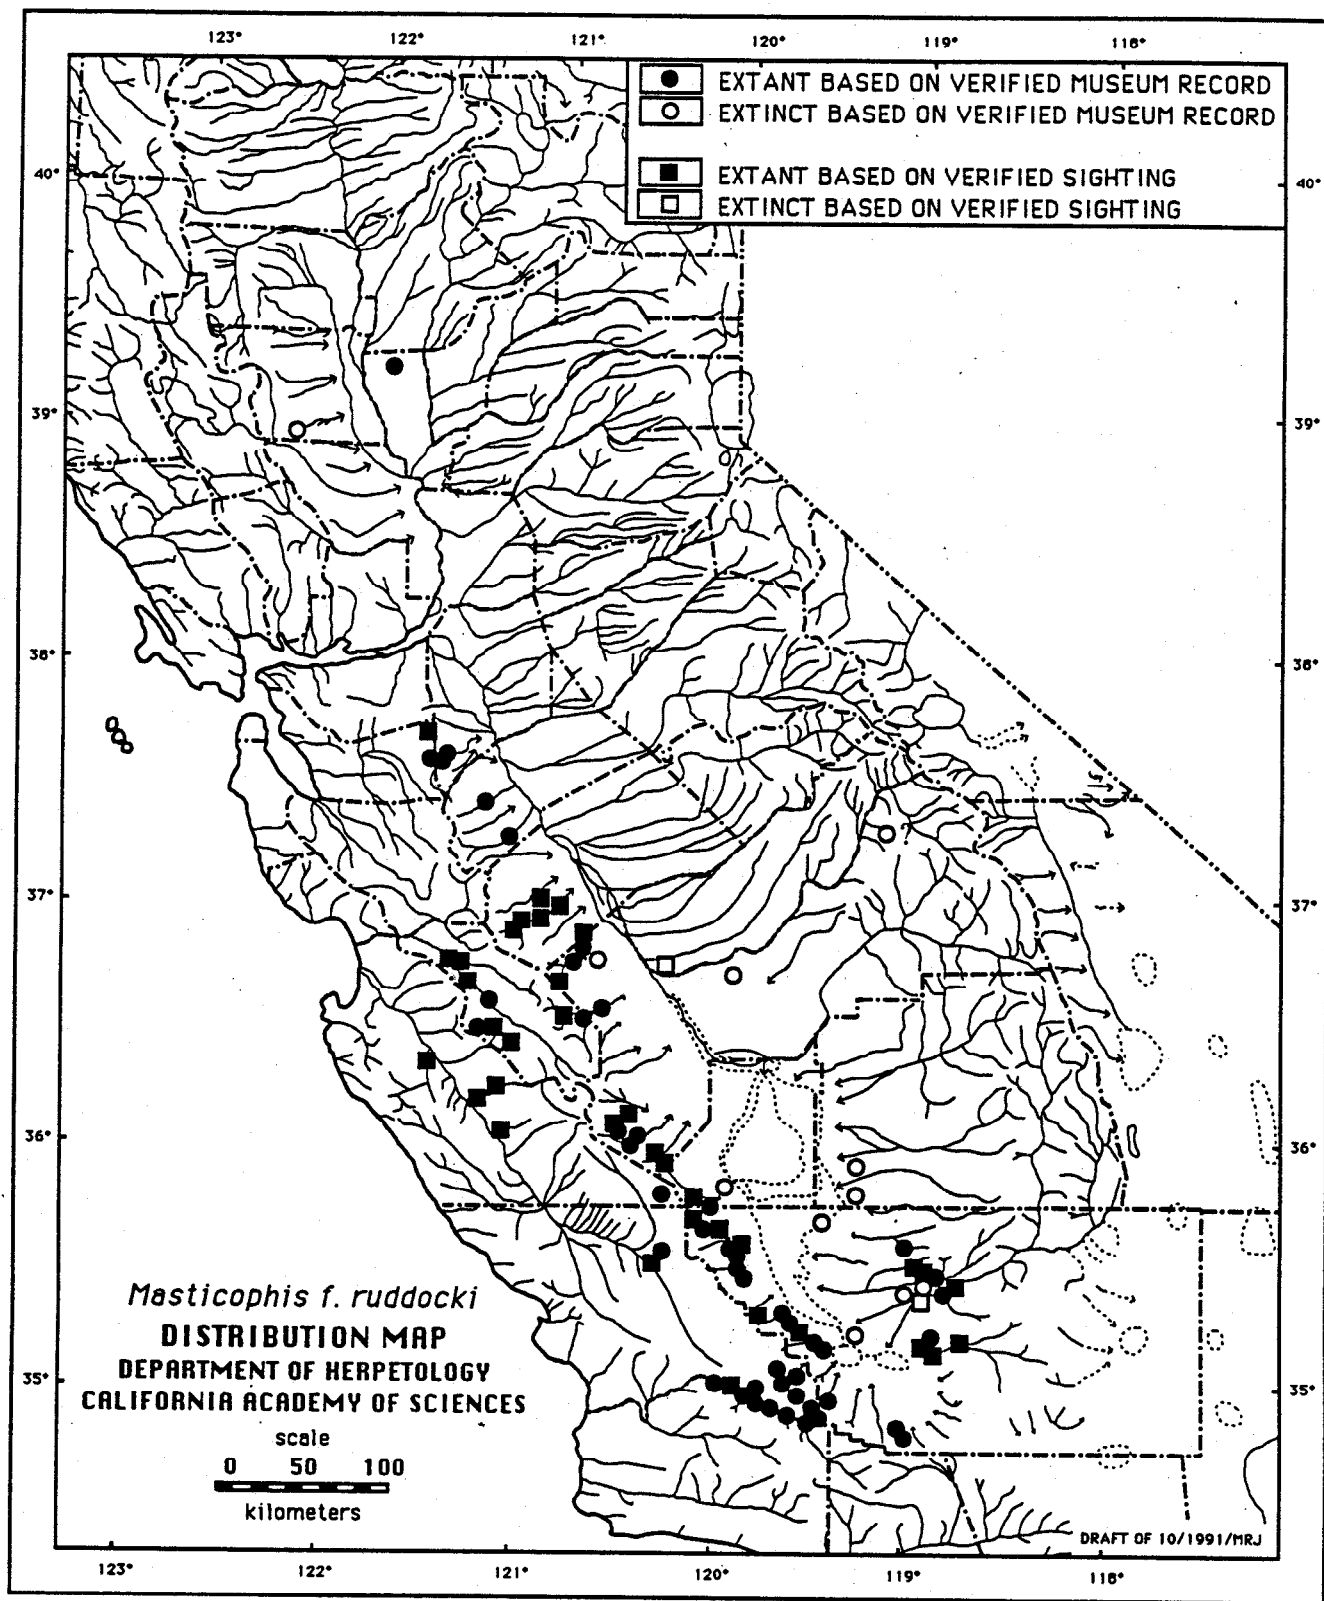 123° 122° 121° 120° 119° 118°
EXTANT BASED ON VERIFIED MUSEUM RECORD
EXTINCT BASED ON VERIFIED MUSEUM RECORD
EXTANT BASED ON VERIFIED SIGHTING
EXTINCT BASED ON VERIFIED SIGHTING
40° 40°
39° 39°
38° 38°
37° 37°
36° 36°
35° 35°
Masticophis f. ruddocki
DISTRIBUTION MAP
DEPARTMENT OF HERPETOLOGY
CALIFORNIA ACADEMY OF SCIENCES
scale
0 50 100
kilometers
DRAFT OF 10/1991/MRJ
123° 122° 121° 120° 119° 118°